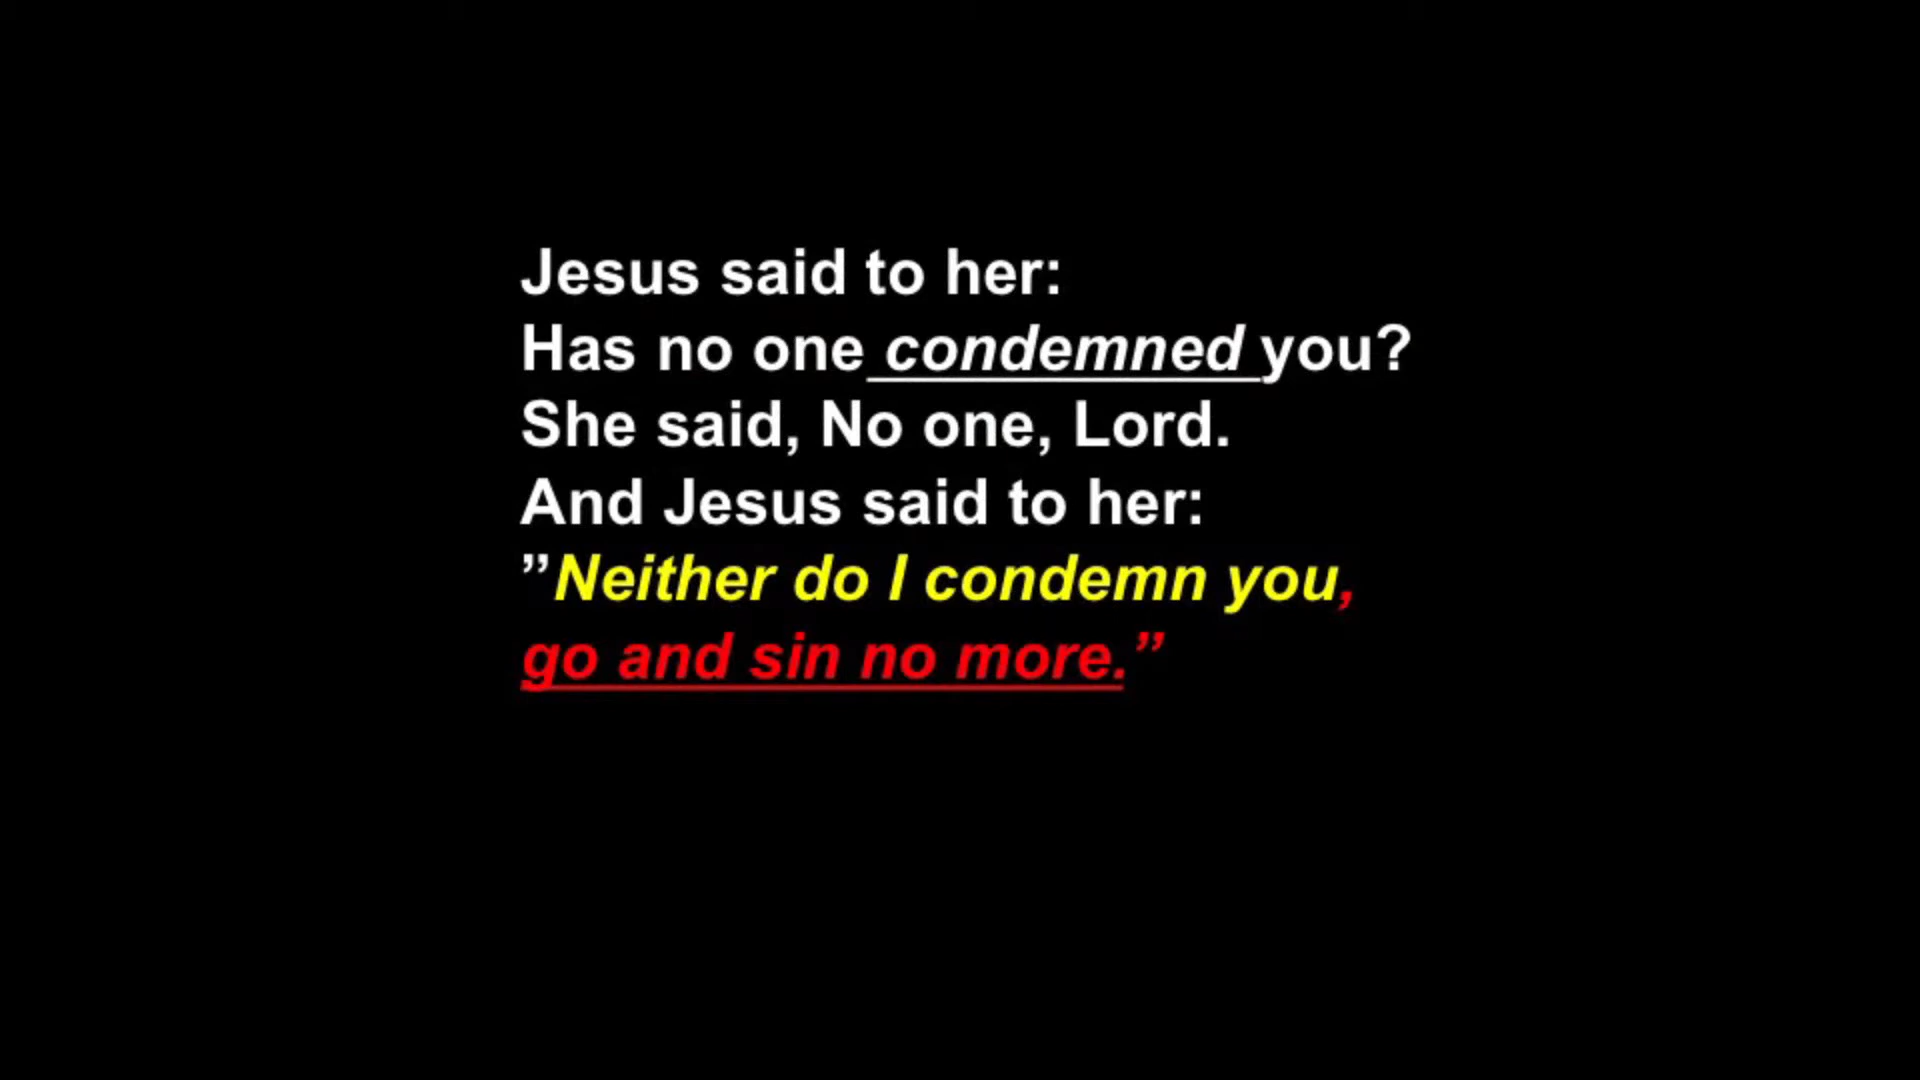 Jesus said to her:
Has no one condemned you?
She said, No one, Lord.
And Jesus said to her:
”Neither do I condemn you,
go and sin no more.”